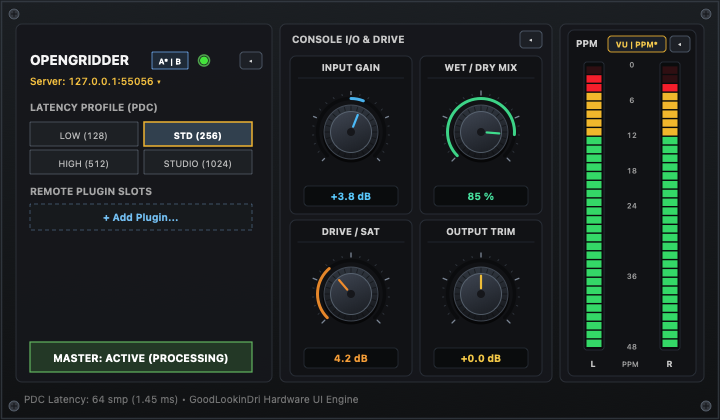 OPENGRIDDER
A* | B
◂
Server: 127.0.0.1:55056 ▾
LATENCY PROFILE (PDC)
LOW (128)
STD (256)
HIGH (512)
STUDIO (1024)
REMOTE PLUGIN SLOTS
+ Add Plugin...
MASTER: ACTIVE (PROCESSING)
CONSOLE I/O & DRIVE
◂
INPUT GAIN
+3.8 dB
WET / DRY MIX
85 %
DRIVE / SAT
4.2 dB
OUTPUT TRIM
+0.0 dB
PPM
VU | PPM*
◂
0
6
12
18
24
36
48
L
PPM
R
PDC Latency: 64 smp (1.45 ms) • GoodLookinDri Hardware UI Engine